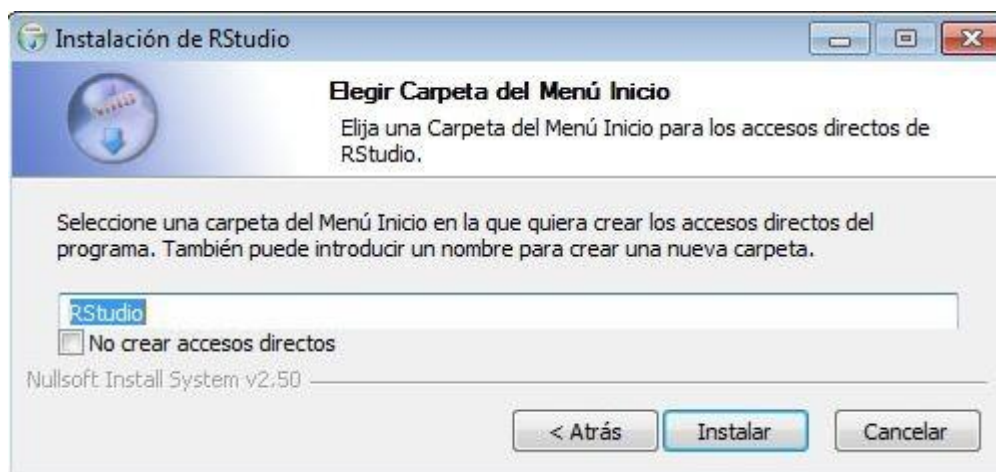 Instalación de RStudio
Elegir Carpeta del Menú Inicio
Elija una Carpeta del Menú Inicio para los accesos directos de
RStudio.
Seleccione una carpeta del Menú Inicio en la que quiera crear los accesos directos del
programa. También puede introducir un nombre para crear una nueva carpeta.
RStudio
No crear accesos directos
Nullsoft Install System v2.50
< Atrás Instalar Cancelar